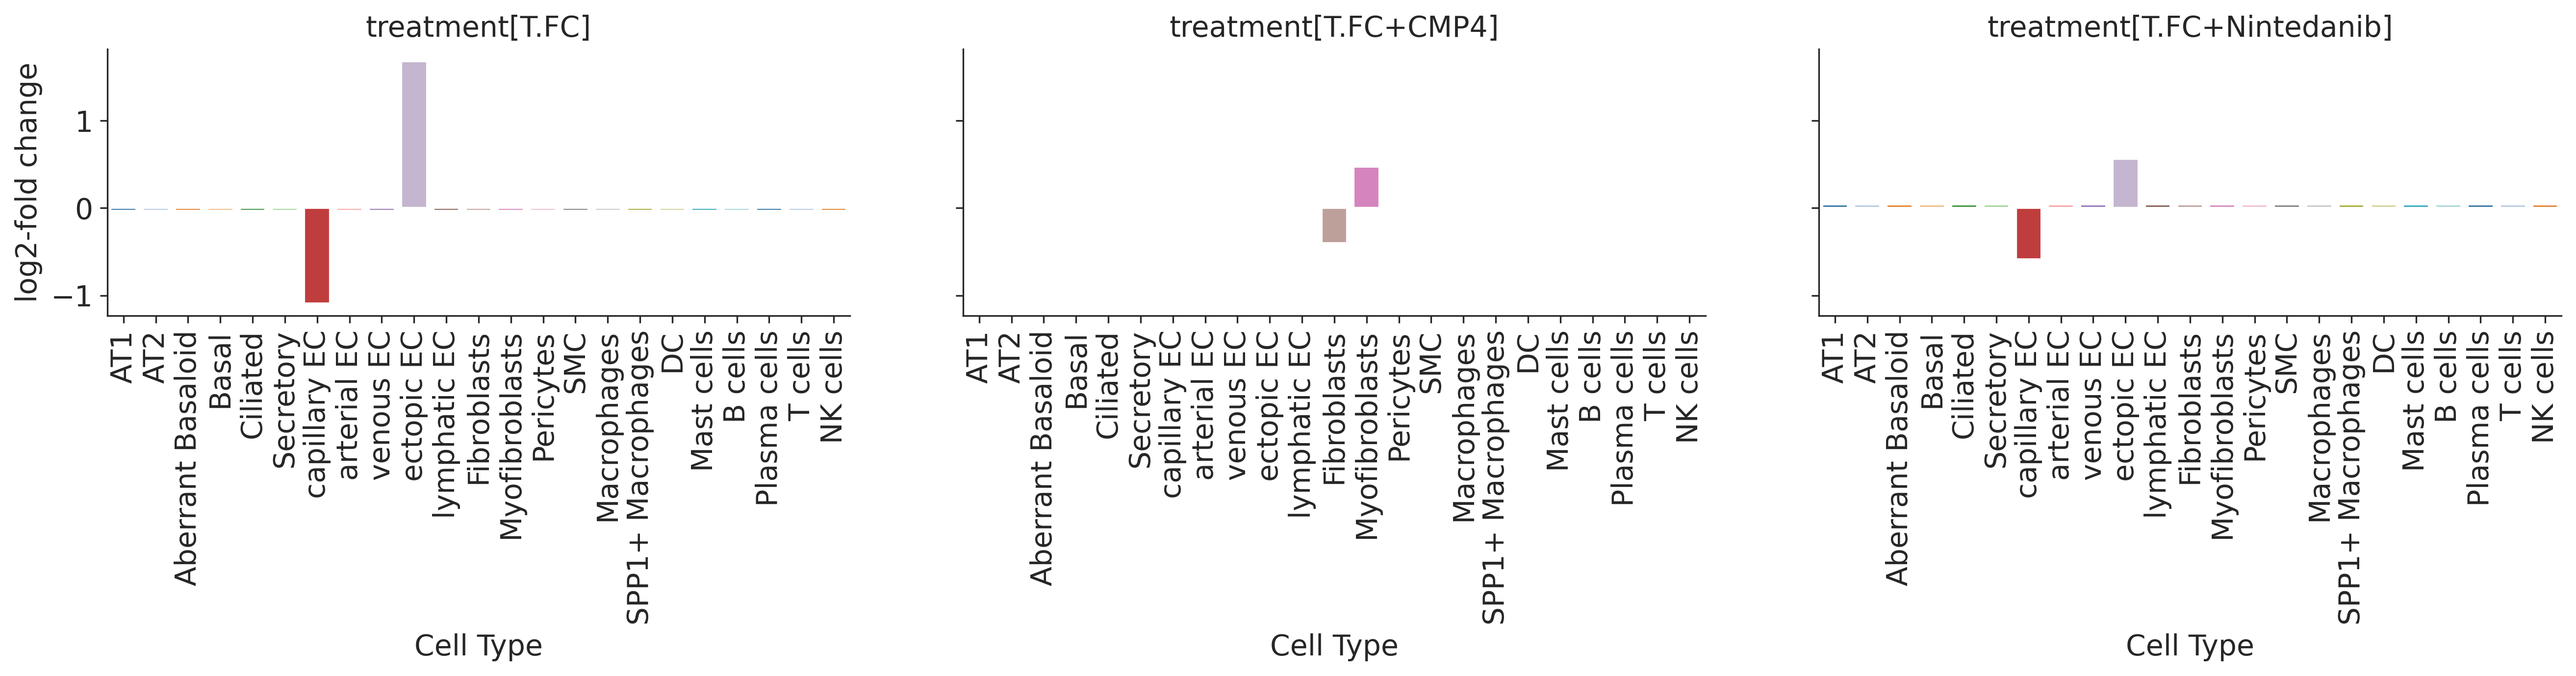 treatment[T.FC]
treatment[T.FC+CMP4]
treatment[T.FC+Nintedanib]
log2-fold change
1
0
−1
AT1
AT2
Aberrant Basaloid
Basal
Ciliated
Secretory
capillary EC
arterial EC
venous EC
ectopic EC
lymphatic EC
Fibroblasts
Myofibroblasts
Pericytes
SMC
Macrophages
SPP1+ Macrophages
DC
Mast cells
B cells
Plasma cells
T cells
NK cells
AT1
AT2
Aberrant Basaloid
Basal
Ciliated
Secretory
capillary EC
arterial EC
venous EC
ectopic EC
lymphatic EC
Fibroblasts
Myofibroblasts
Pericytes
SMC
Macrophages
SPP1+ Macrophages
DC
Mast cells
B cells
Plasma cells
T cells
NK cells
AT1
AT2
Aberrant Basaloid
Basal
Ciliated
Secretory
capillary EC
arterial EC
venous EC
ectopic EC
lymphatic EC
Fibroblasts
Myofibroblasts
Pericytes
SMC
Macrophages
SPP1+ Macrophages
DC
Mast cells
B cells
Plasma cells
T cells
NK cells
Cell Type
Cell Type
Cell Type